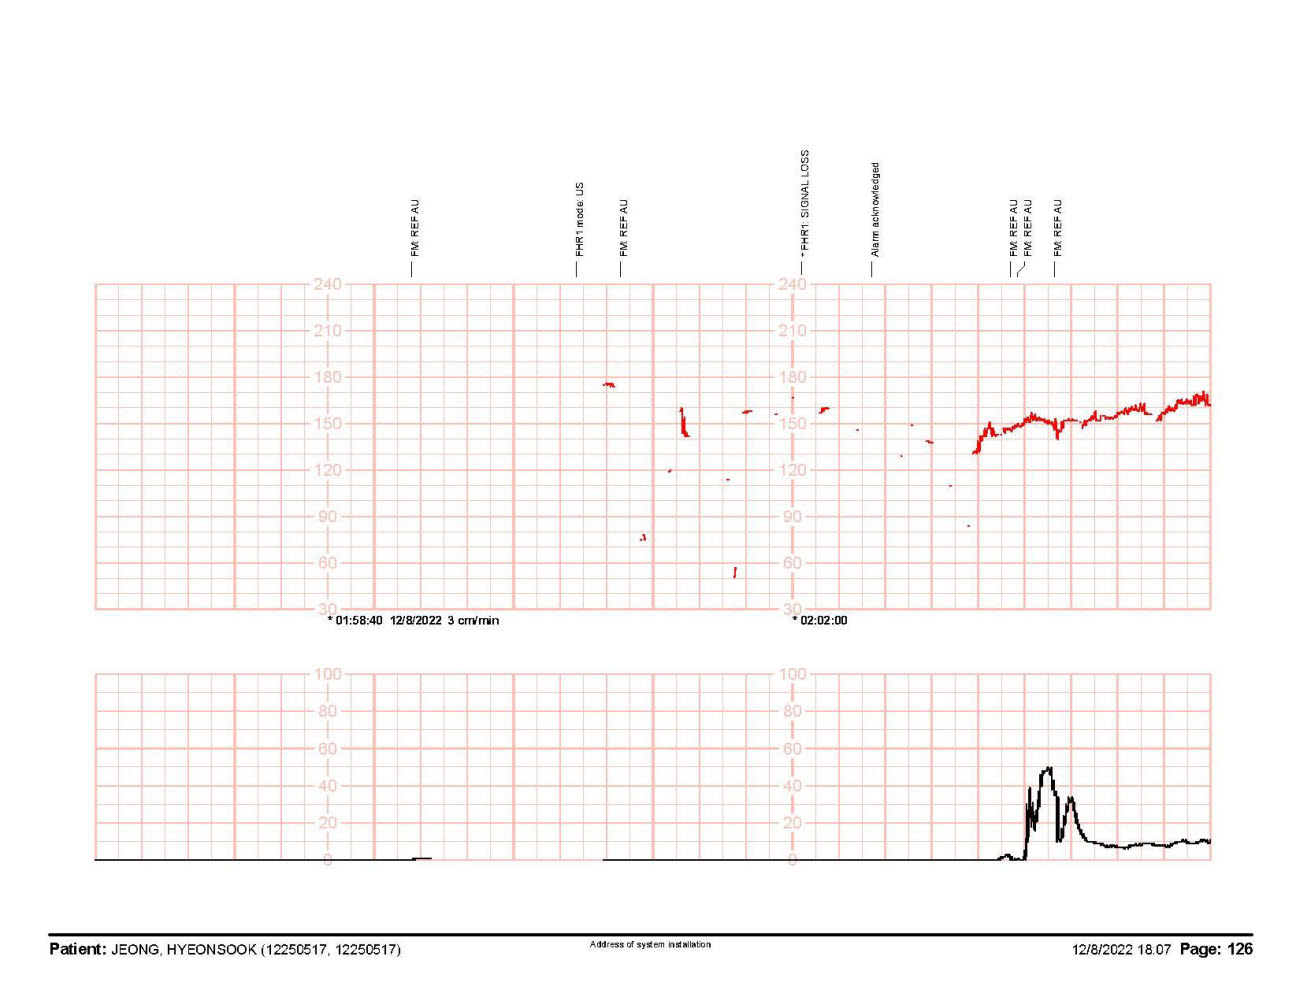 FM: REF AU
FHR1 mode: US
FM: REF AU
* FHR1: SIGNAL LOSS
Alarm acknowledged
FM: REF AU
FM: REF AU
FM: REF AU
240 240
210 210
180 180
150 150
120 120
90 90
60 60
30 30
* 01:58:40 12/8/2022 3 cm/min * 02:02:00
100 100
80 80
60 60
40 40
20 20
0 0
Patient: JEONG, HYEONSOOK (12250517, 12250517) Address of system installation 12/8/2022 18:07 Page: 126